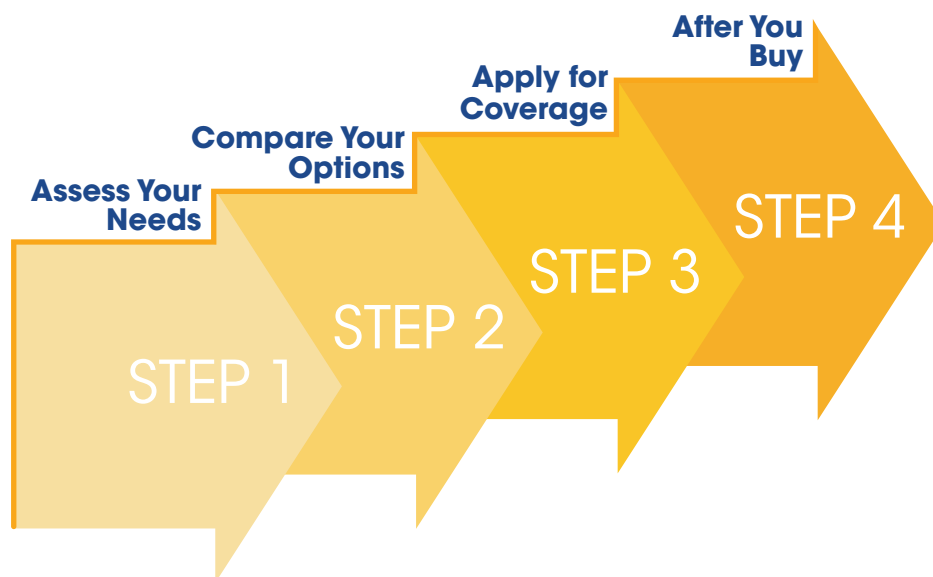 Assess Your
Needs
STEP 1
Compare Your
Options
STEP 2
Apply for
Coverage
STEP 3
After You
Buy
STEP 4